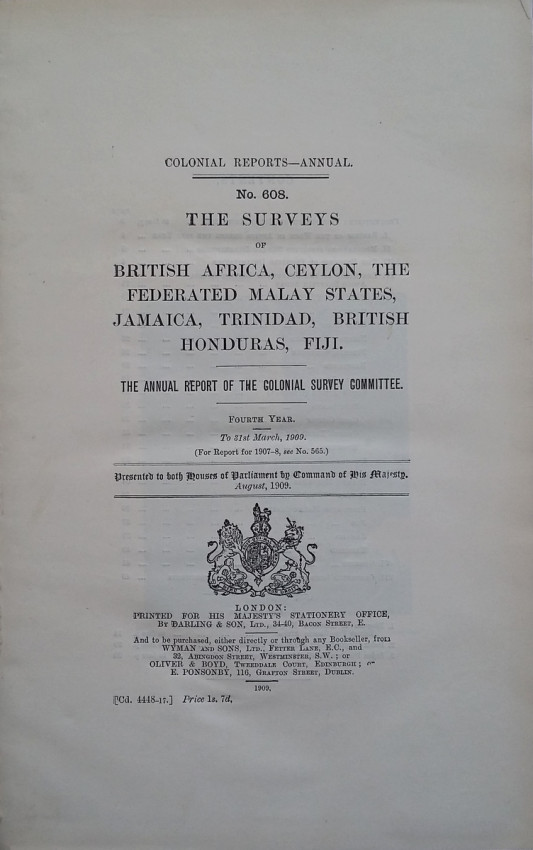 COLONIAL REPORTS—ANNUAL.
No. 608.
THE SURVEYS
OF
BRITISH AFRICA, CEYLON, THE
FEDERATED MALAY STATES,
JAMAICA, TRINIDAD, BRITISH
HONDURAS, FIJI.
THE ANNUAL REPORT OF THE COLONIAL SURVEY COMMITTEE.
FOURTH YEAR.
To 31st March, 1909.
(For Report for 1907-8, see No. 565.)
Presented to both Houses of Parliament by Command of His Majesty.
August, 1909.
LONDON:
PRINTED FOR HIS MAJESTY'S STATIONERY OFFICE,
BY DARLING & SON, LTD., 34-40, BACON STREET, E.
And to be purchased, either directly or through any Bookseller, from
WYMAN AND SONS, LTD., FETTER LANE, E.C., and
32, ABINGDON STREET, WESTMINSTER, S.W.; or
OLIVER & BOYD, TWEEDDALE COURT, EDINBURGH; or
E. PONSONBY, 116, GRAFTON STREET, DUBLIN.
1909.
[Cd. 4448-17.] Price 1s. 7d.